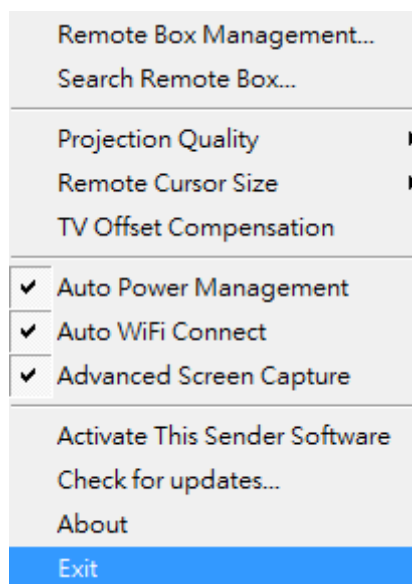 Remote Box Management...
Search Remote Box...
Projection Quality
Remote Cursor Size
TV Offset Compensation
Auto Power Management
Auto WiFi Connect
Advanced Screen Capture
Activate This Sender Software
Check for updates...
About
Exit